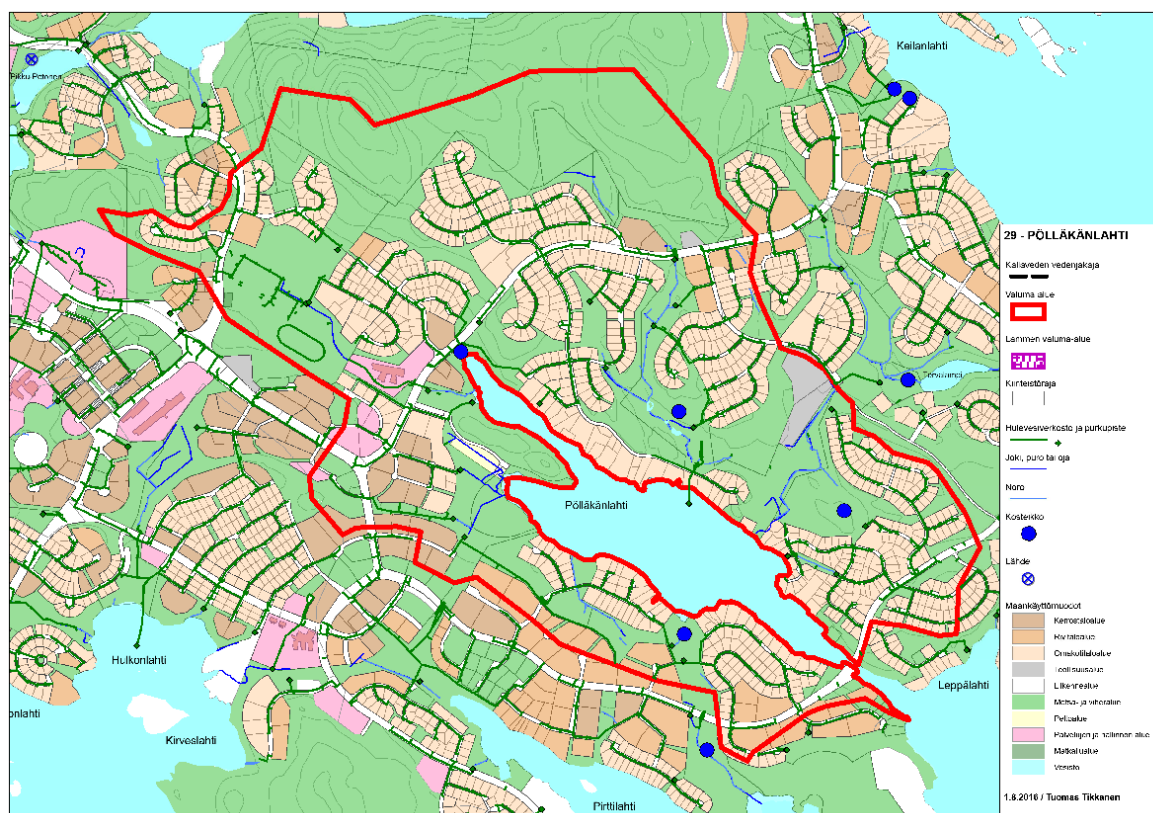 Keilanlahti
Pikku Petonen
29 - PÖLLÄKÄNLAHTI
Kallaveden vedenjakaja
Valuma-alue
Lammen valuma-alue
Kiinteistöraja
Hulevesiverkosto ja purkupiste
Joki, puro tai oja
Noro
Kosteikko
Lähde
Maankäyttömuodot
Kerrostaloalue
Rivitaloalue
Omakotitaloalue
Teollisuusalue
Liikennealue
Metsä- ja viheralue
Peltoalue
Palvelujen ja hallinnon alue
Matkailualue
Vesistö
1.6.2016 / Tuomas Tikkanen
Pölläkänlahti
Hulkonlahti
Leppälahti
onlahti
Kirveslahti
Pirttilahti